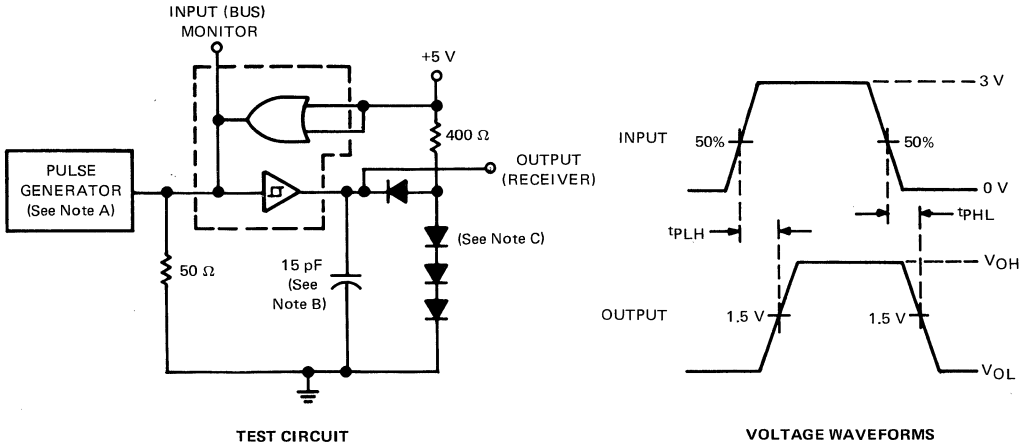 INPUT (BUS)
MONITOR
+5 V
400 Ω
OUTPUT
(RECEIVER)
PULSE
GENERATOR
(See Note A)
50 Ω
15 pF
(See
Note B)
(See Note C)
TEST CIRCUIT
INPUT
50%
50%
3 V
0 V
tPLH
tPHL
OUTPUT
1.5 V
1.5 V
VOH
VOL
VOLTAGE WAVEFORMS